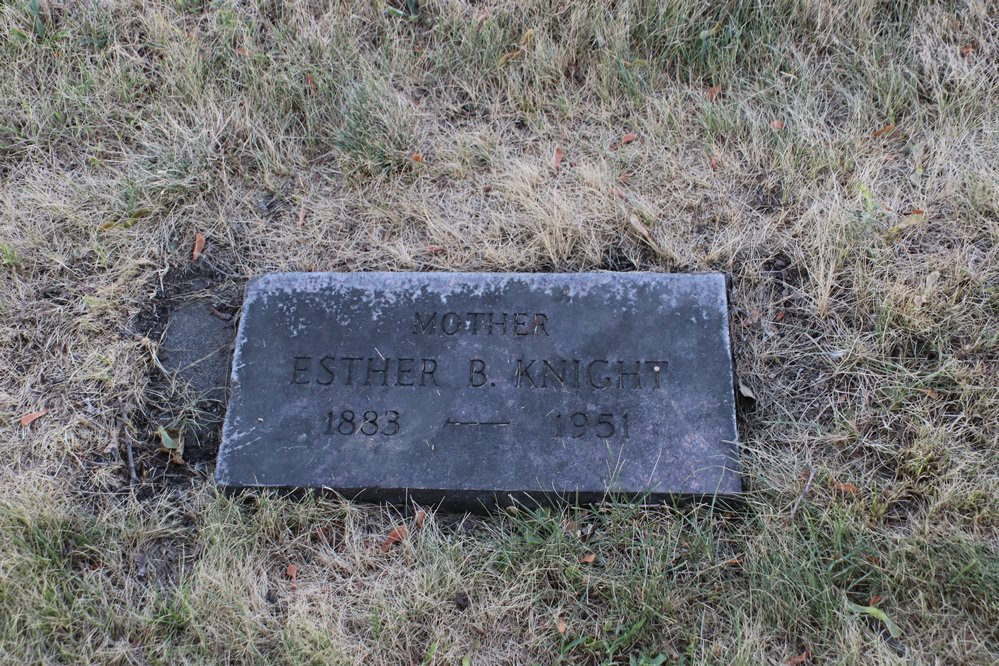 MOTHER
ESTHER B. KNIGHT
1883 — 1951